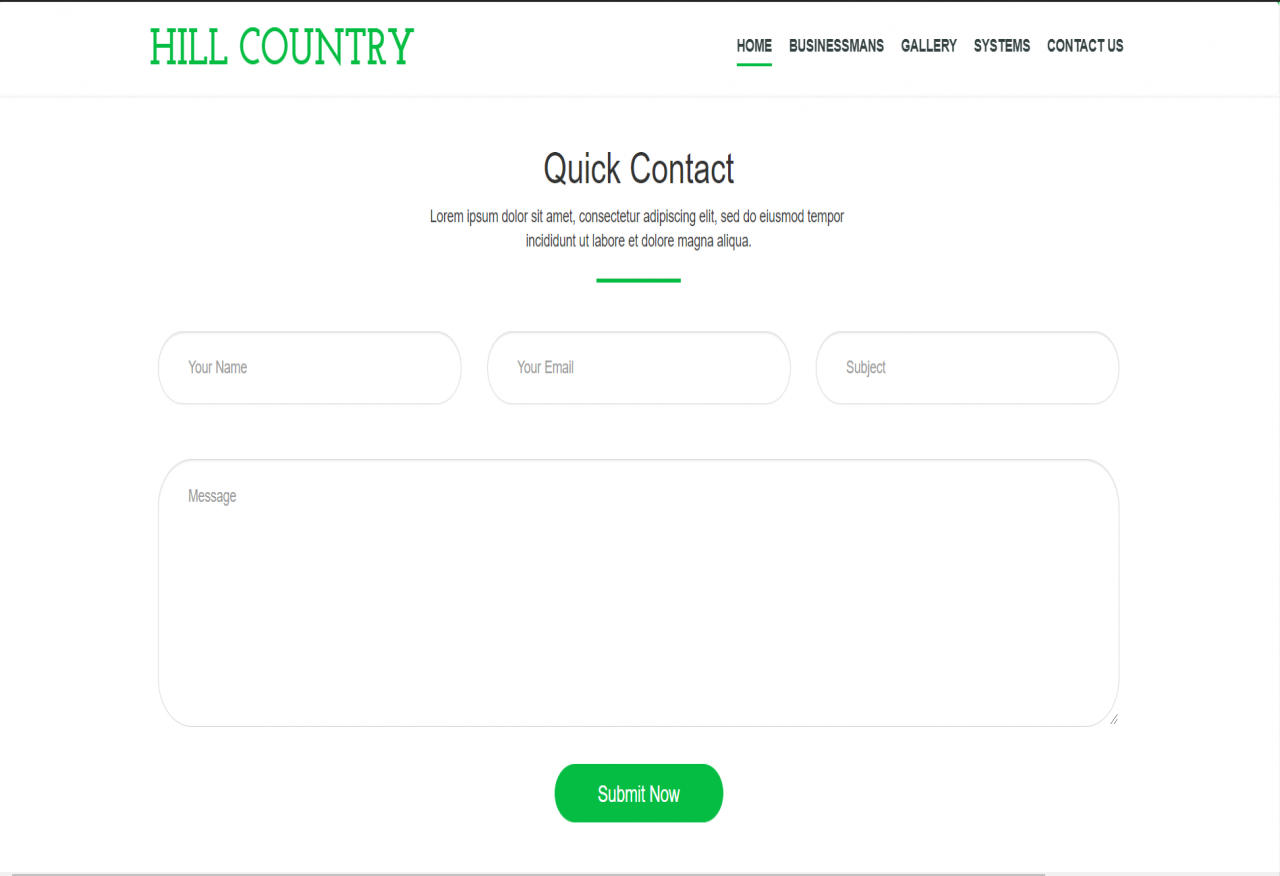 HILL COUNTRY
HOME BUSINESSMANS GALLERY SYSTEMS CONTACT US
Quick Contact
Lorem ipsum dolor sit amet, consectetur adipiscing elit, sed do eiusmod tempor
incididunt ut labore et dolore magna aliqua.
Your Name Your Email Subject
Message
Submit Now